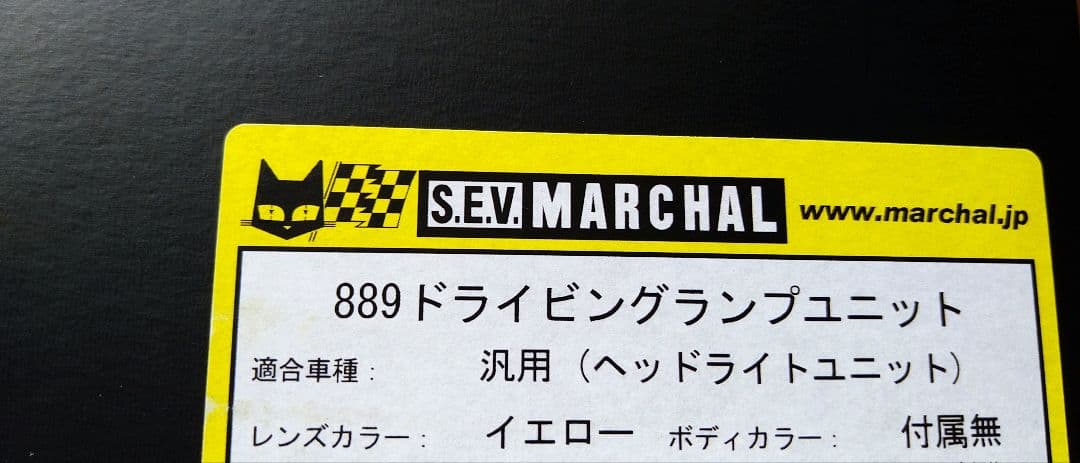 S.E.V. MARCHAL www.marchal.jp
889ドライビングランプユニット
適合車種： 汎用（ヘッドライトユニット）
レンズカラー： イエロー ボディカラー： 付属無